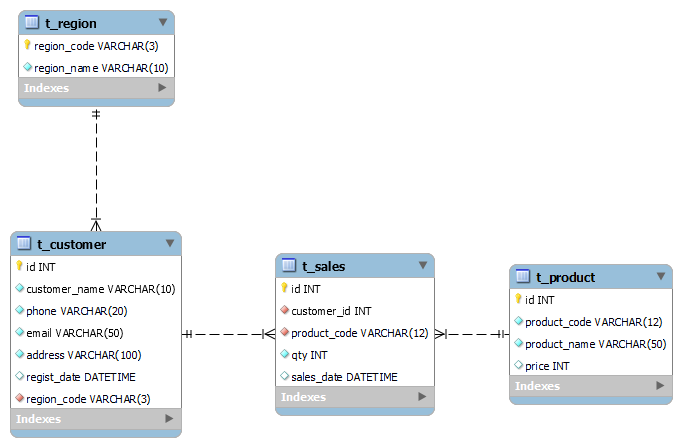 t_region
region_code VARCHAR(3)
region_name VARCHAR(10)
Indexes
t_customer
id INT
customer_name VARCHAR(10)
phone VARCHAR(20)
email VARCHAR(50)
address VARCHAR(100)
regist_date DATETIME
region_code VARCHAR(3)
Indexes
t_sales
id INT
customer_id INT
product_code VARCHAR(12)
qty INT
sales_date DATETIME
Indexes
t_product
id INT
product_code VARCHAR(12)
product_name VARCHAR(50)
price INT
Indexes